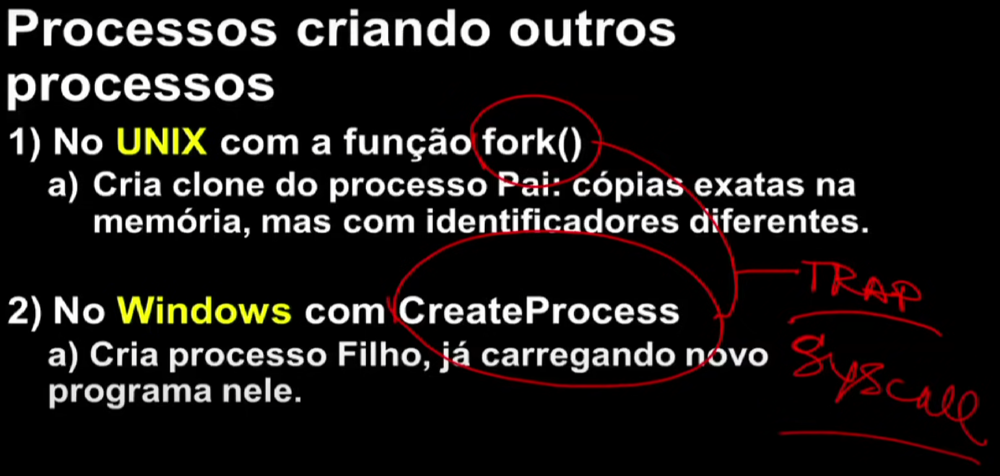 Processos criando outros
processos
1) No UNIX com a função fork()
a) Cria clone do processo Pai: cópias exatas na
memória, mas com identificadores diferentes.
TRAP
2) No Windows com CreateProcess
a) Cria processo Filho, já carregando novo
programa nele.
Syscall